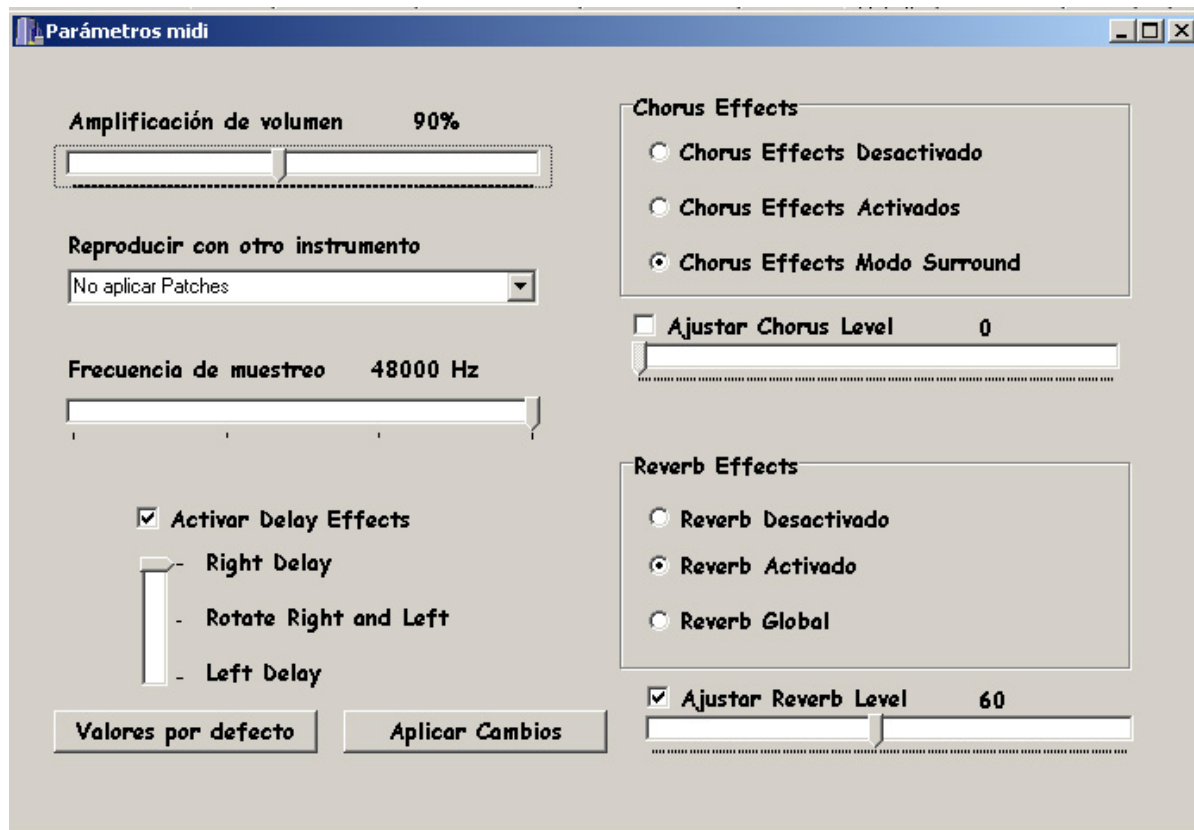 Parámetros midi
Amplificación de volumen 90%
Reproducir con otro instrumento
No aplicar Patches
Frecuencia de muestreo 48000 Hz
Activar Delay Effects
Right Delay
Rotate Right and Left
Left Delay
Valores por defecto
Aplicar Cambios
Chorus Effects
Chorus Effects Desactivado
Chorus Effects Activados
Chorus Effects Modo Surround
Ajustar Chorus Level 0
Reverb Effects
Reverb Desactivado
Reverb Activado
Reverb Global
Ajustar Reverb Level 60